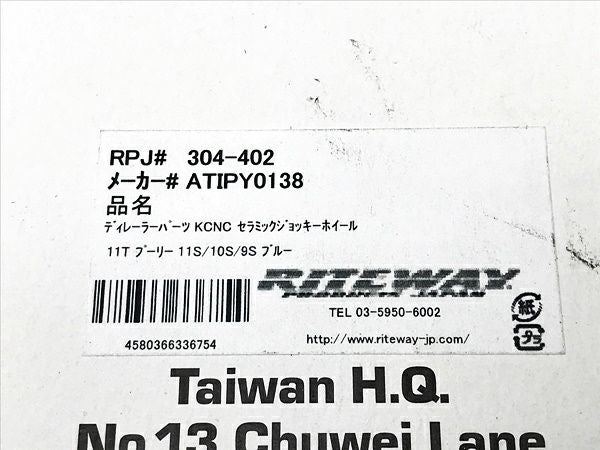 RPJ# 304-402
ﾒｰｶｰ# ATIPY0138
品名
ﾃﾞｨﾚｰﾗｰﾊﾟｰﾂ KCNC ｾﾗﾐｯｸｼﾞｮｯｷｰﾎｲｰﾙ
11T ﾌﾟｰﾘｰ 11S/10S/9S ﾌﾞﾙｰ
RITEWAY
TEL 03-5950-6002
4580366336754
http://www.riteway-jp.com/
紙
プラ
Taiwan H.Q.
No.13 Chuwei Lane